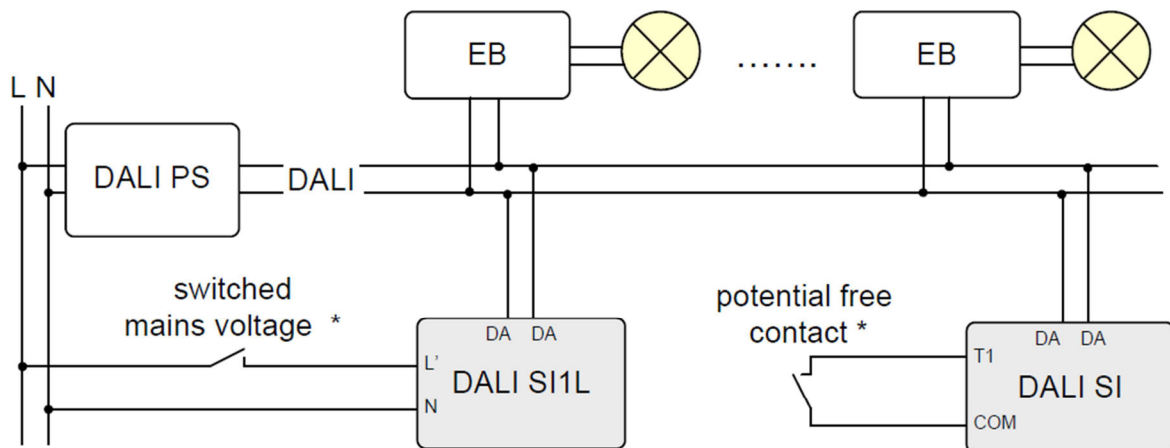 EB
.......
EB
L N
DALI PS
DALI
switched
mains voltage *
potential free
contact *
DA DA
L'
DALI SI1L
N
DA DA
T1
DALI SI
COM